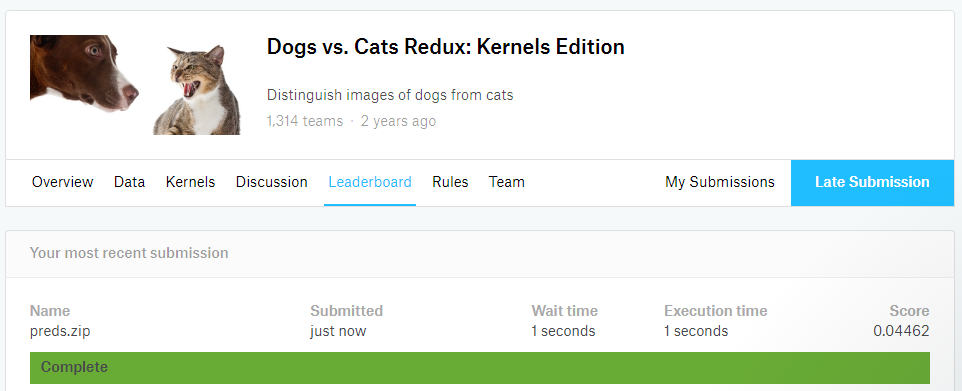 Dogs vs. Cats Redux: Kernels Edition
Distinguish images of dogs from cats
1,314 teams · 2 years ago
Overview Data Kernels Discussion Leaderboard Rules Team My Submissions Late Submission
Your most recent submission
Name Submitted Wait time Execution time Score
preds.zip just now 1 seconds 1 seconds 0.04462
Complete